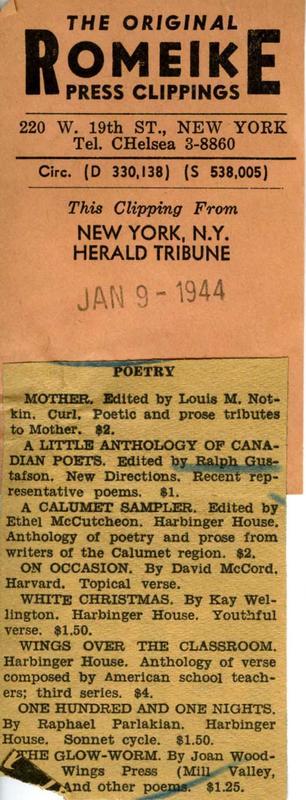 THE ORIGINAL
ROMEIKE
PRESS CLIPPINGS
220 W. 19th ST., NEW YORK
Tel. CHelsea 3-8860
Circ. (D 330,138) (S 538,005)
This Clipping From
NEW YORK, N.Y.
HERALD TRIBUNE
JAN 9 - 1944
POETRY
MOTHER. Edited by Louis M. Not-
kin. Curl. Poetic and prose tributes
to Mother. $2.
A LITTLE ANTHOLOGY OF CANA-
DIAN POETS. Edited by Ralph Gus-
tafson. New Directions. Recent rep-
resentative poems. $1.
A CALUMET SAMPLER. Edited by
Ethel McCutcheon. Harbinger House.
Anthology of poetry and prose from
writers of the Calumet region. $2.
ON OCCASION. By David McCord.
Harvard. Topical verse.
WHITE CHRISTMAS. By Kay Wel-
lington. Harbinger House. Youthful
verse. $1.50.
WINGS OVER THE CLASSROOM.
Harbinger House. Anthology of verse
composed by American school teach-
ers; third series. $4.
ONE HUNDRED AND ONE NIGHTS.
By Raphael Parlakian. Harbinger
House. Sonnet cycle. $1.50.
THE GLOW-WORM. By Joan Wood-
Wings Press (Mill Valley,
And other poems. $1.25.